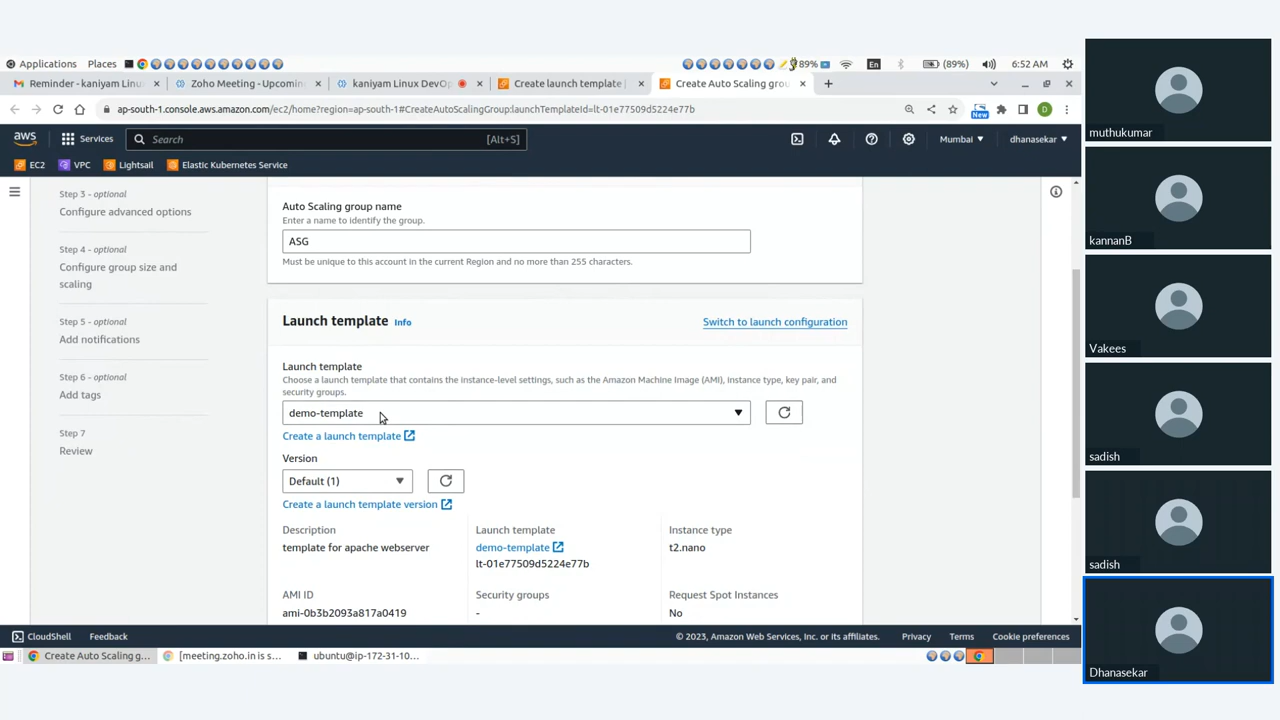 Applications Places 89% En (89%) 6:52 AM
Reminder - kaniyam Linu Zoho Meeting - Upcomin kaniyam Linux DevO Create launch template | Create Auto Scaling grou
ap-south-1.console.aws.amazon.com/ec2/home?region=ap-south-1#CreateAutoScalingGroup:launchTemplateId=lt-01e77509d5224e77b New D
aws Services Search [Alt+S] Mumbai dhanasekar
EC2 VPC Lightsail Elastic Kubernetes Service
Step 3 - optional
Configure advanced options
Step 4 - optional
Configure group size and
scaling
Step 5 - optional
Add notifications
Step 6 - optional
Add tags
Step 7
Review
Auto Scaling group name
Enter a name to identify the group.
ASG
Must be unique to this account in the current Region and no more than 255 characters.
Launch template Info Switch to launch configuration
Launch template
Choose a launch template that contains the instance-level settings, such as the Amazon Machine Image (AMI), instance type, key pair, and
security groups.
demo-template
Create a launch template
Version
Default (1)
Create a launch template version
Description Launch template Instance type
template for apache webserver demo-template t2.nano
lt-01e77509d5224e77b
AMI ID Security groups Request Spot Instances
ami-0b3b2093a817a0419 - No
CloudShell Feedback © 2023, Amazon Web Services, Inc. or its affiliates. Privacy Terms Cookie preferences
Create Auto Scaling g... [meeting.zoho.in is s... ubuntu@ip-172-31-10...
muthukumar
kannanB
Vakees
sadish
sadish
Dhanasekar